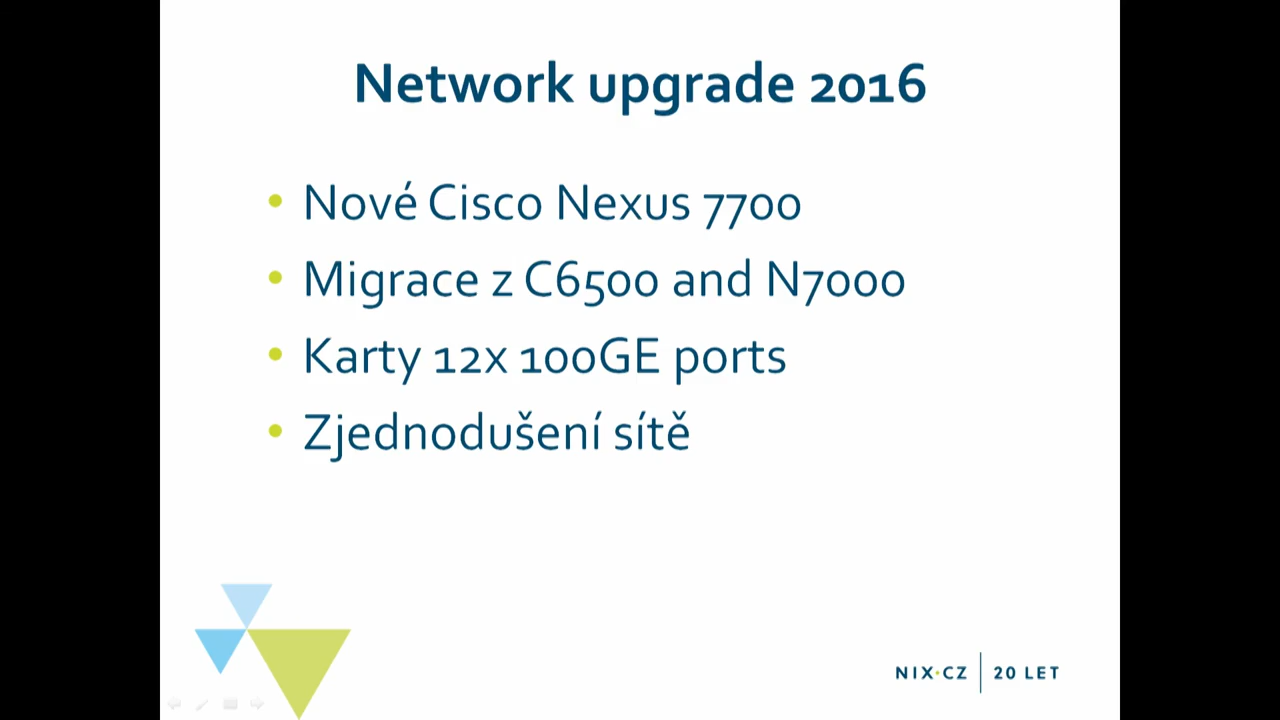 Network upgrade 2016
• Nové Cisco Nexus 7700
• Migrace z C6500 and N7000
• Karty 12x 100GE ports
• Zjednodušení sítě
NIX·CZ | 20 LET